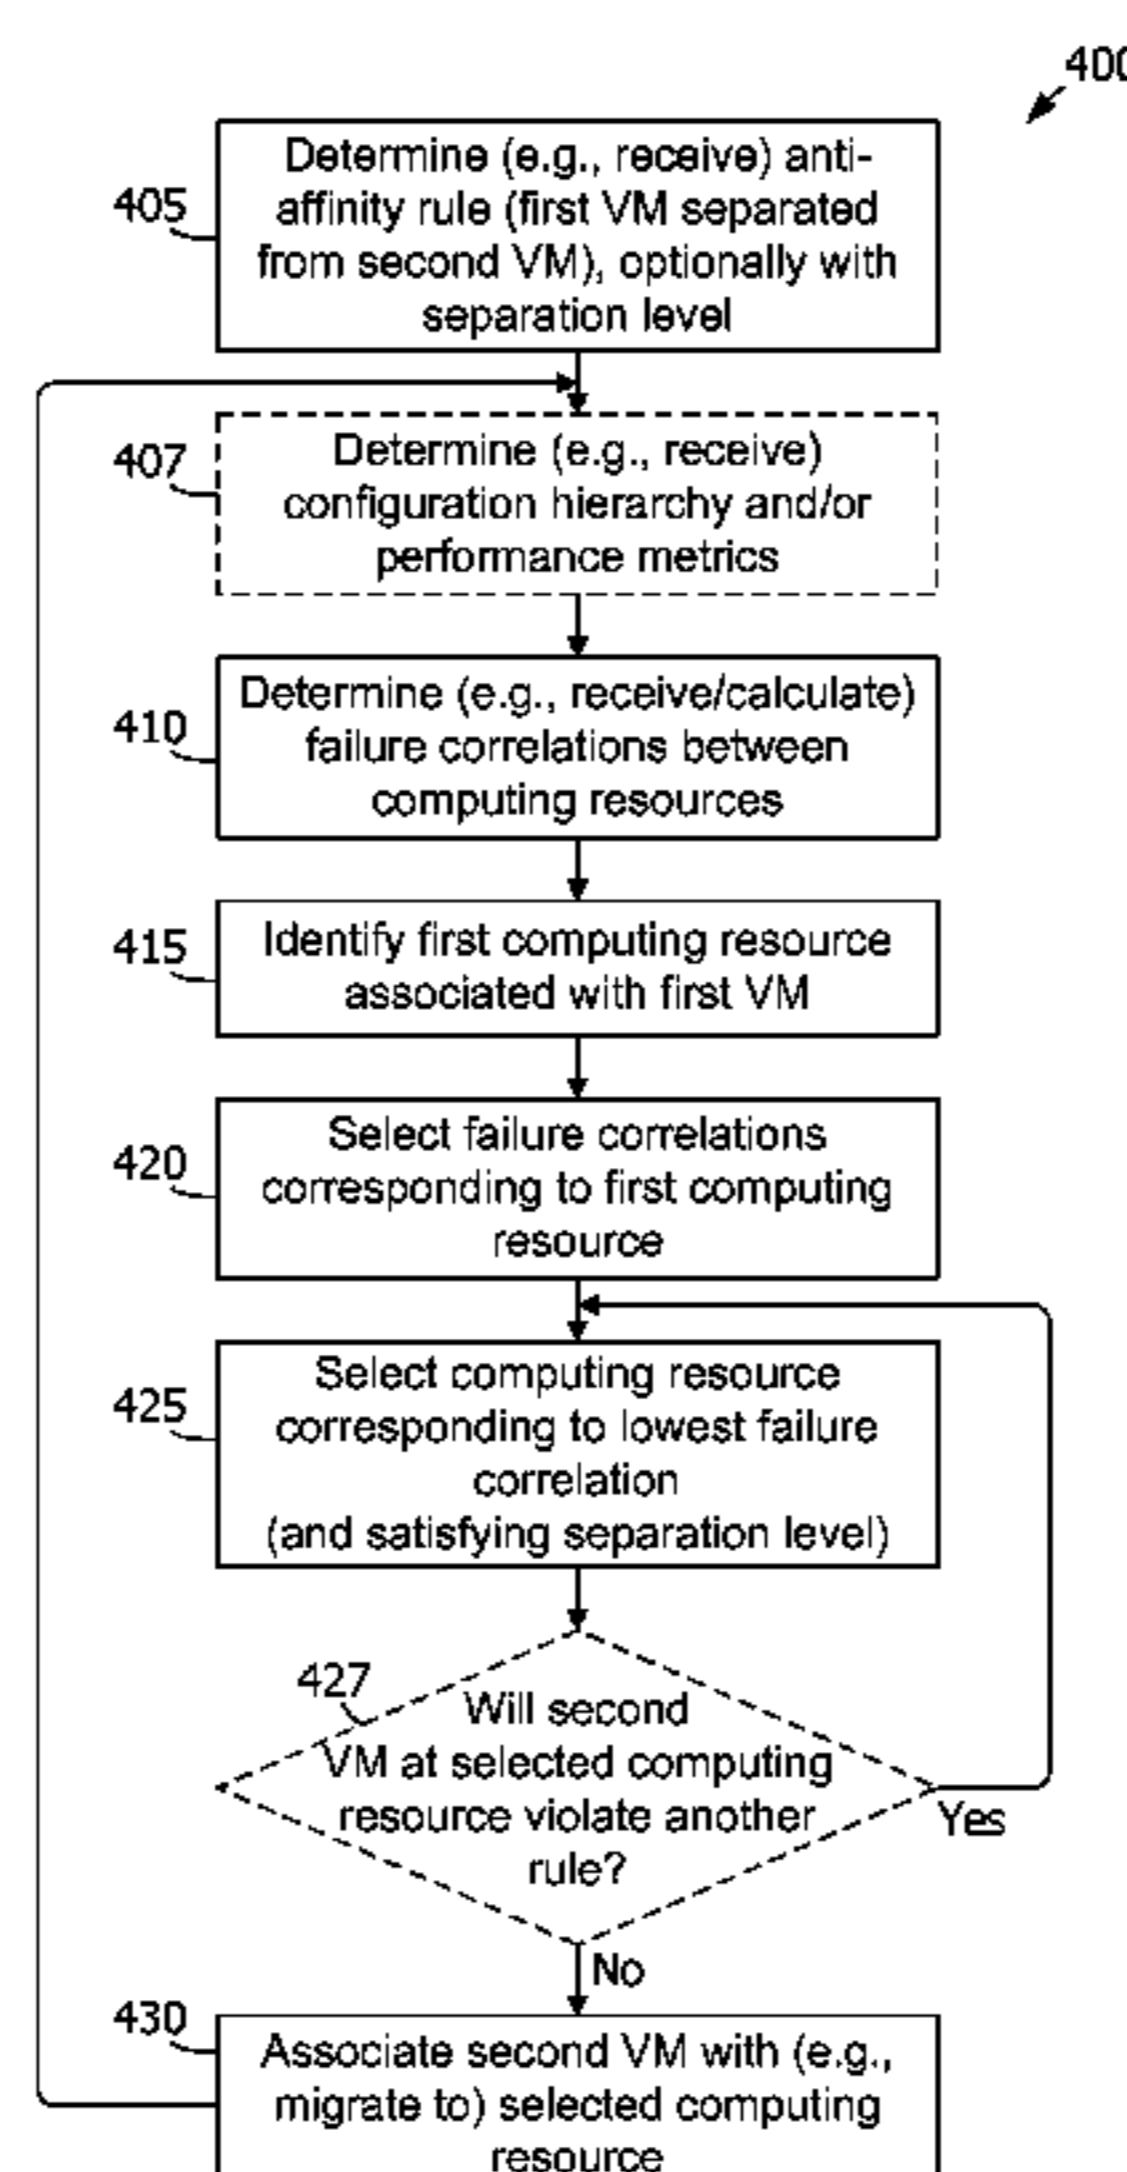 400
405
Determine (e.g., receive) anti-
affinity rule (first VM separated
from second VM), optionally with
separation level
407
Determine (e.g., receive)
configuration hierarchy and/or
performance metrics
410
Determine (e.g., receive/calculate)
failure correlations between
computing resources
415
Identify first computing resource
associated with first VM
420
Select failure correlations
corresponding to first computing
resource
425
Select computing resource
corresponding to lowest failure
correlation
(and satisfying separation level)
427
Will second
VM at selected computing
resource violate another
rule?
Yes
No
430
Associate second VM with (e.g.,
migrate to) selected computing
resource